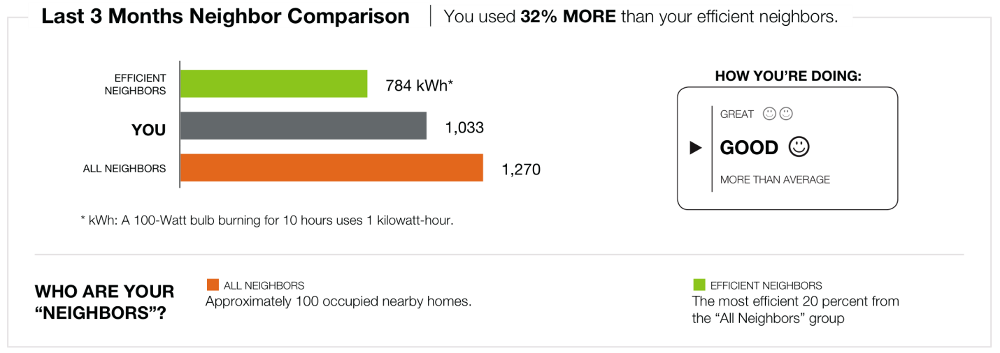 Last 3 Months Neighbor Comparison | You used 32% MORE than your efficient neighbors.
EFFICIENT
NEIGHBORS
784 kWh*
YOU
1,033
ALL NEIGHBORS
1,270
* kWh: A 100-Watt bulb burning for 10 hours uses 1 kilowatt-hour.
HOW YOU’RE DOING:
GREAT
GOOD
MORE THAN AVERAGE
WHO ARE YOUR
“NEIGHBORS”?
ALL NEIGHBORS
Approximately 100 occupied nearby homes.
EFFICIENT NEIGHBORS
The most efficient 20 percent from
the “All Neighbors” group